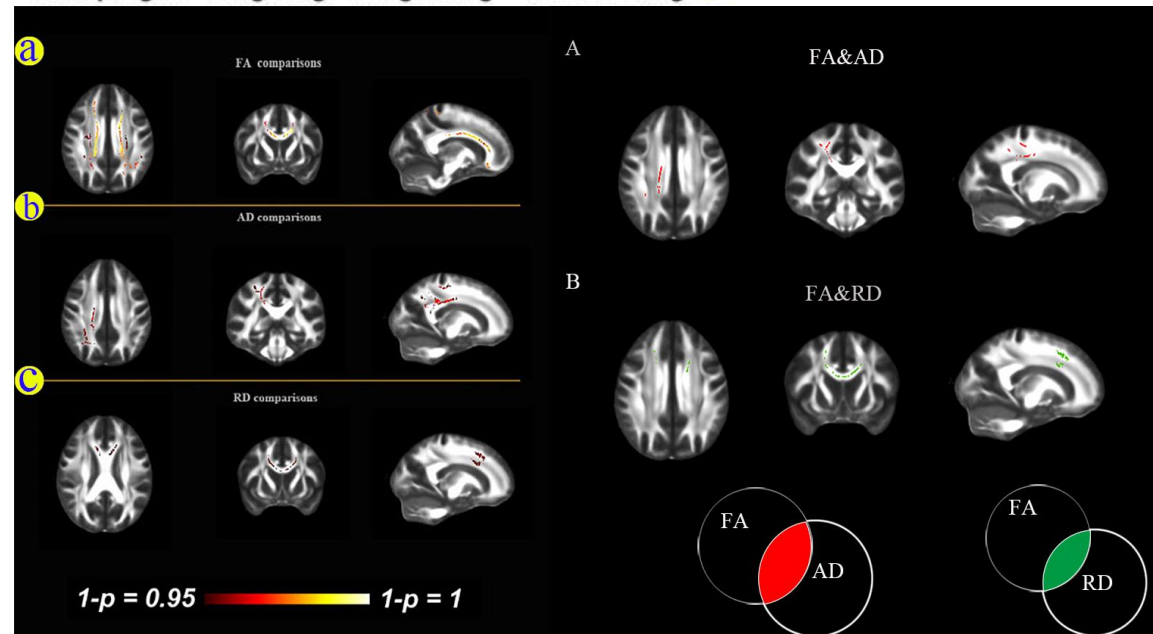 a
FA comparisons
b
AD comparisons
c
RD comparisons
1-p = 0.95 1-p = 1
A
FA&AD
B
FA&RD
FA
AD
FA
RD